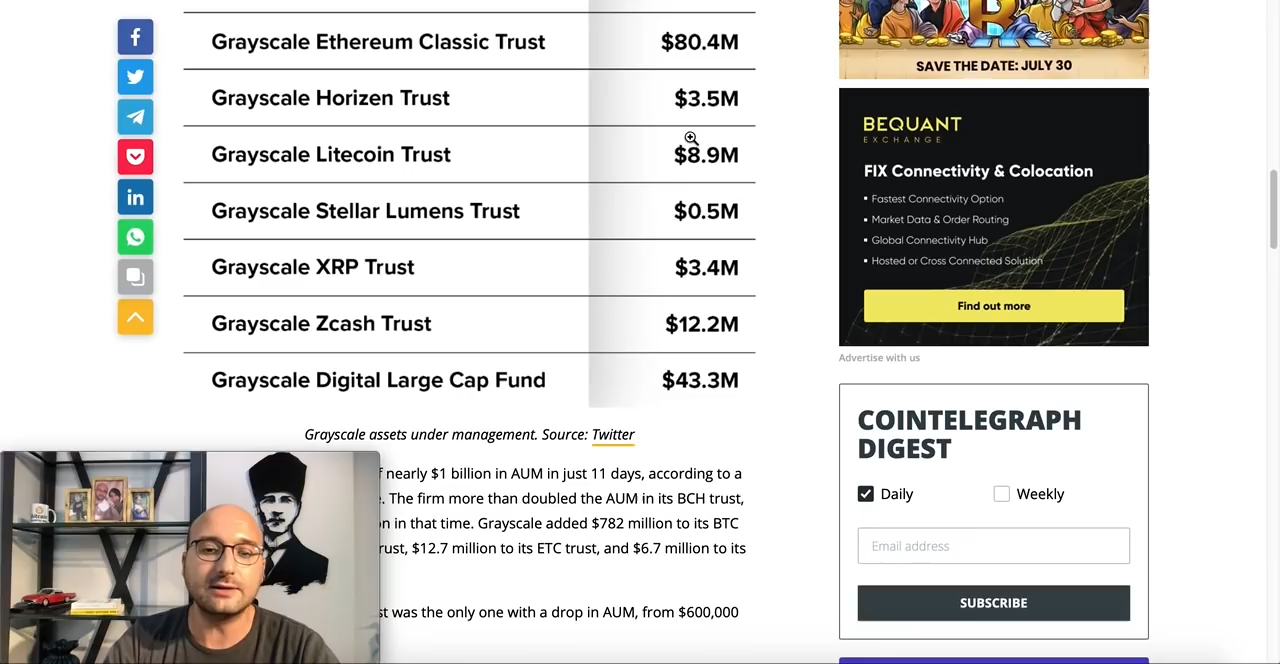 Grayscale Ethereum Classic Trust $80.4M
Grayscale Horizen Trust $3.5M
Grayscale Litecoin Trust $8.9M
Grayscale Stellar Lumens Trust $0.5M
Grayscale XRP Trust $3.4M
Grayscale Zcash Trust $12.2M
Grayscale Digital Large Cap Fund $43.3M
Grayscale assets under management. Source: Twitter
nearly $1 billion in AUM in just 11 days, according to a
. The firm more than doubled the AUM in its BCH trust,
in that time. Grayscale added $782 million to its BTC
rust, $12.7 million to its ETC trust, and $6.7 million to its
was the only one with a drop in AUM, from $600,000
SAVE THE DATE: JULY 30
BEQUANT
EXCHANGE
FIX Connectivity & Colocation
▪ Fastest Connectivity Option
▪ Market Data & Order Routing
▪ Global Connectivity Hub
▪ Hosted or Cross Connected Solution
Find out more
Advertise with us
COINTELEGRAPH
DIGEST
Daily Weekly
Email address
SUBSCRIBE